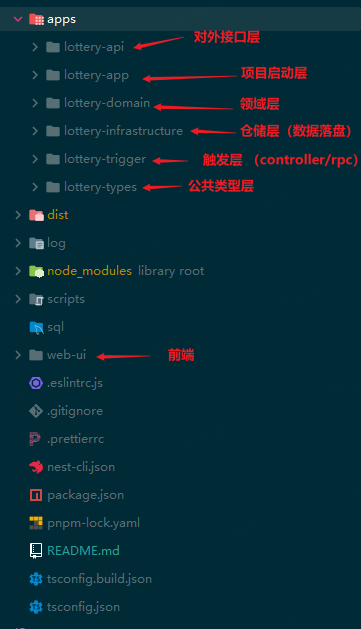 apps
lottery-api 对外接口层
lottery-app 项目启动层
lottery-domain 领域层
lottery-infrastructure 仓储层（数据落盘）
lottery-trigger 触发层 （controller/rpc）
lottery-types 公共类型层
dist
log
node_modules library root
scripts
sql
web-ui 前端
.eslintrc.js
.gitignore
.prettierrc
nest-cli.json
package.json
pnpm-lock.yaml
README.md
tsconfig.build.json
tsconfig.json